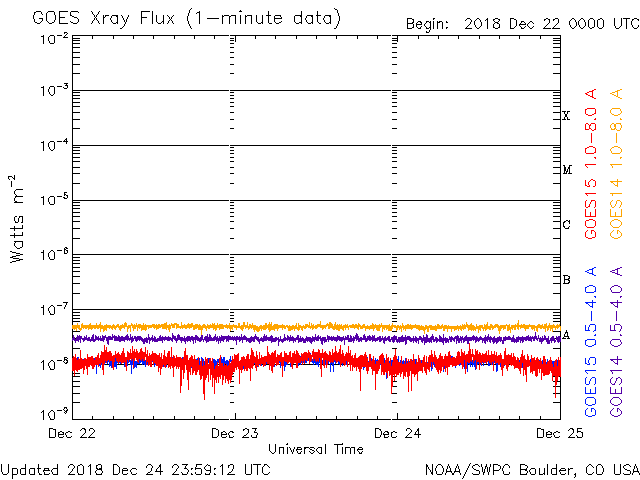 GOES Xray Flux (1-minute data)
Begin: 2018 Dec 22 0000 UTC
10⁻²
10⁻³
10⁻⁴
10⁻⁵
10⁻⁶
10⁻⁷
10⁻⁸
10⁻⁹
Watts m⁻²
X
M
C
B
A
GOES15 1.0-8.0 A
GOES14 1.0-8.0 A
GOES15 0.5-4.0 A
GOES14 0.5-4.0 A
Dec 22 Dec 23 Dec 24 Dec 25
Universal Time
Updated 2018 Dec 24 23:59:12 UTC
NOAA/SWPC Boulder, CO USA